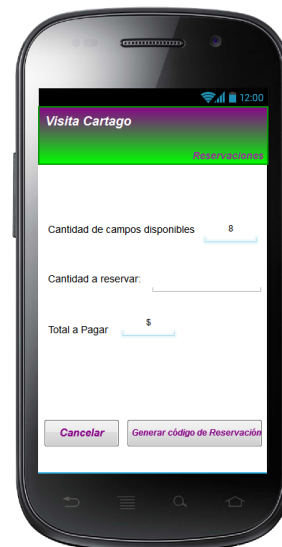 12:00
Visita Cartago
Reservaciones
Cantidad de campos disponibles 8
Cantidad a reservar:
Total a Pagar $
Cancelar Generar código de Reservación